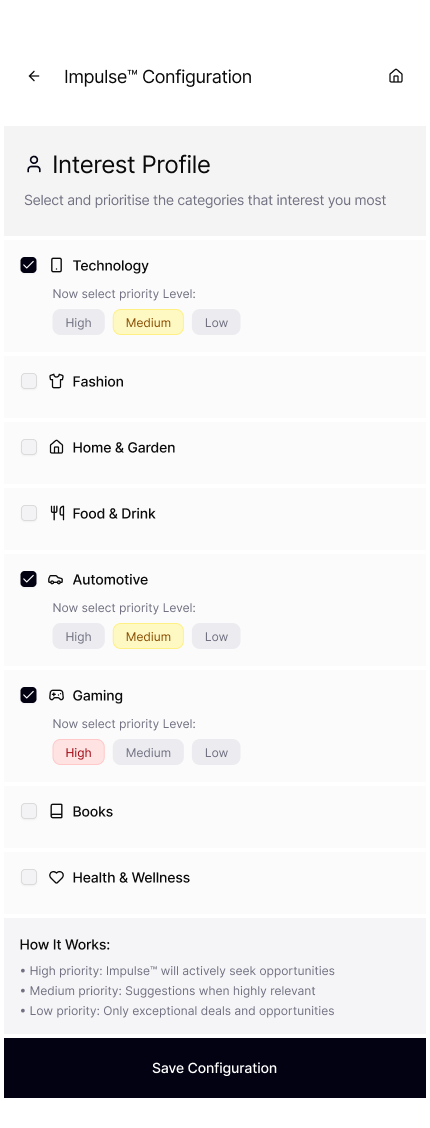 Impulse™ Configuration
Interest Profile
Select and prioritise the categories that interest you most
Technology
Now select priority Level:
High Medium Low
Fashion
Home & Garden
Food & Drink
Automotive
Now select priority Level:
High Medium Low
Gaming
Now select priority Level:
High Medium Low
Books
Health & Wellness
How It Works:
• High priority: Impulse™ will actively seek opportunities
• Medium priority: Suggestions when highly relevant
• Low priority: Only exceptional deals and opportunities
Save Configuration